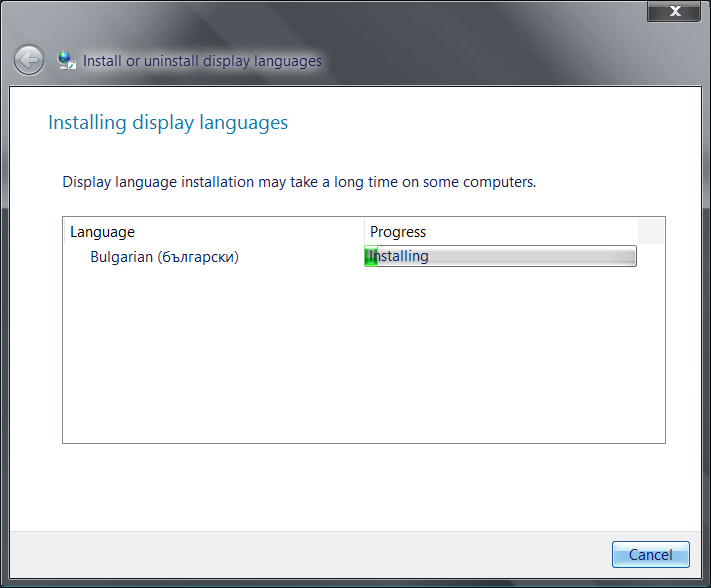 Install or uninstall display languages
Installing display languages
Display language installation may take a long time on some computers.
Language Progress
Bulgarian (български) Installing
Cancel